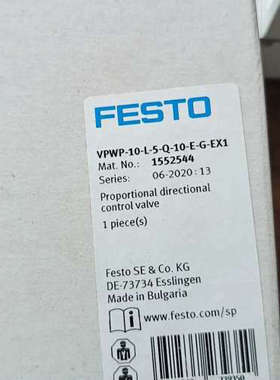 FESTO
VPWP-10-L-5-Q-10-E-G-EX1
Mat. No.: 1552544
Series: 06-2020:13
Proportional directional
control valve
1 piece(s)
Festo SE & Co. KG
DE-73734 Esslingen
Made in Bulgaria
www.festo.com/sp